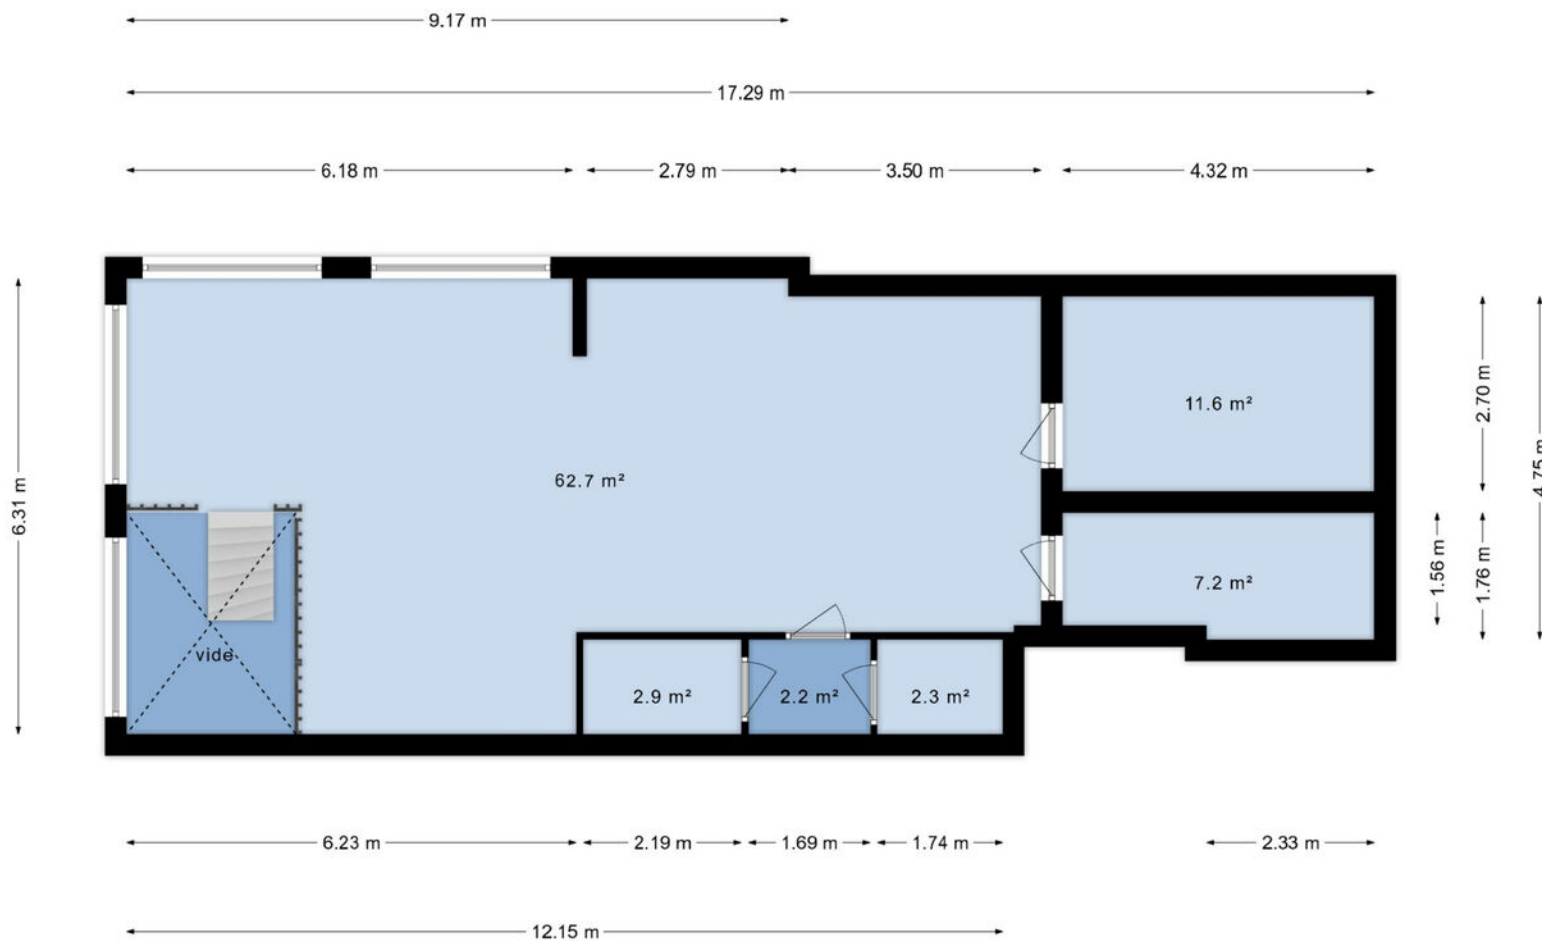 9.17 m
17.29 m
6.18 m 2.79 m 3.50 m 4.32 m
11.6 m²
2.70 m
4.75 m
62.7 m²
6.31 m
7.2 m²
1.56 m
1.76 m
vide
2.9 m² 2.2 m² 2.3 m²
6.23 m 2.19 m 1.69 m 1.74 m 2.33 m
12.15 m